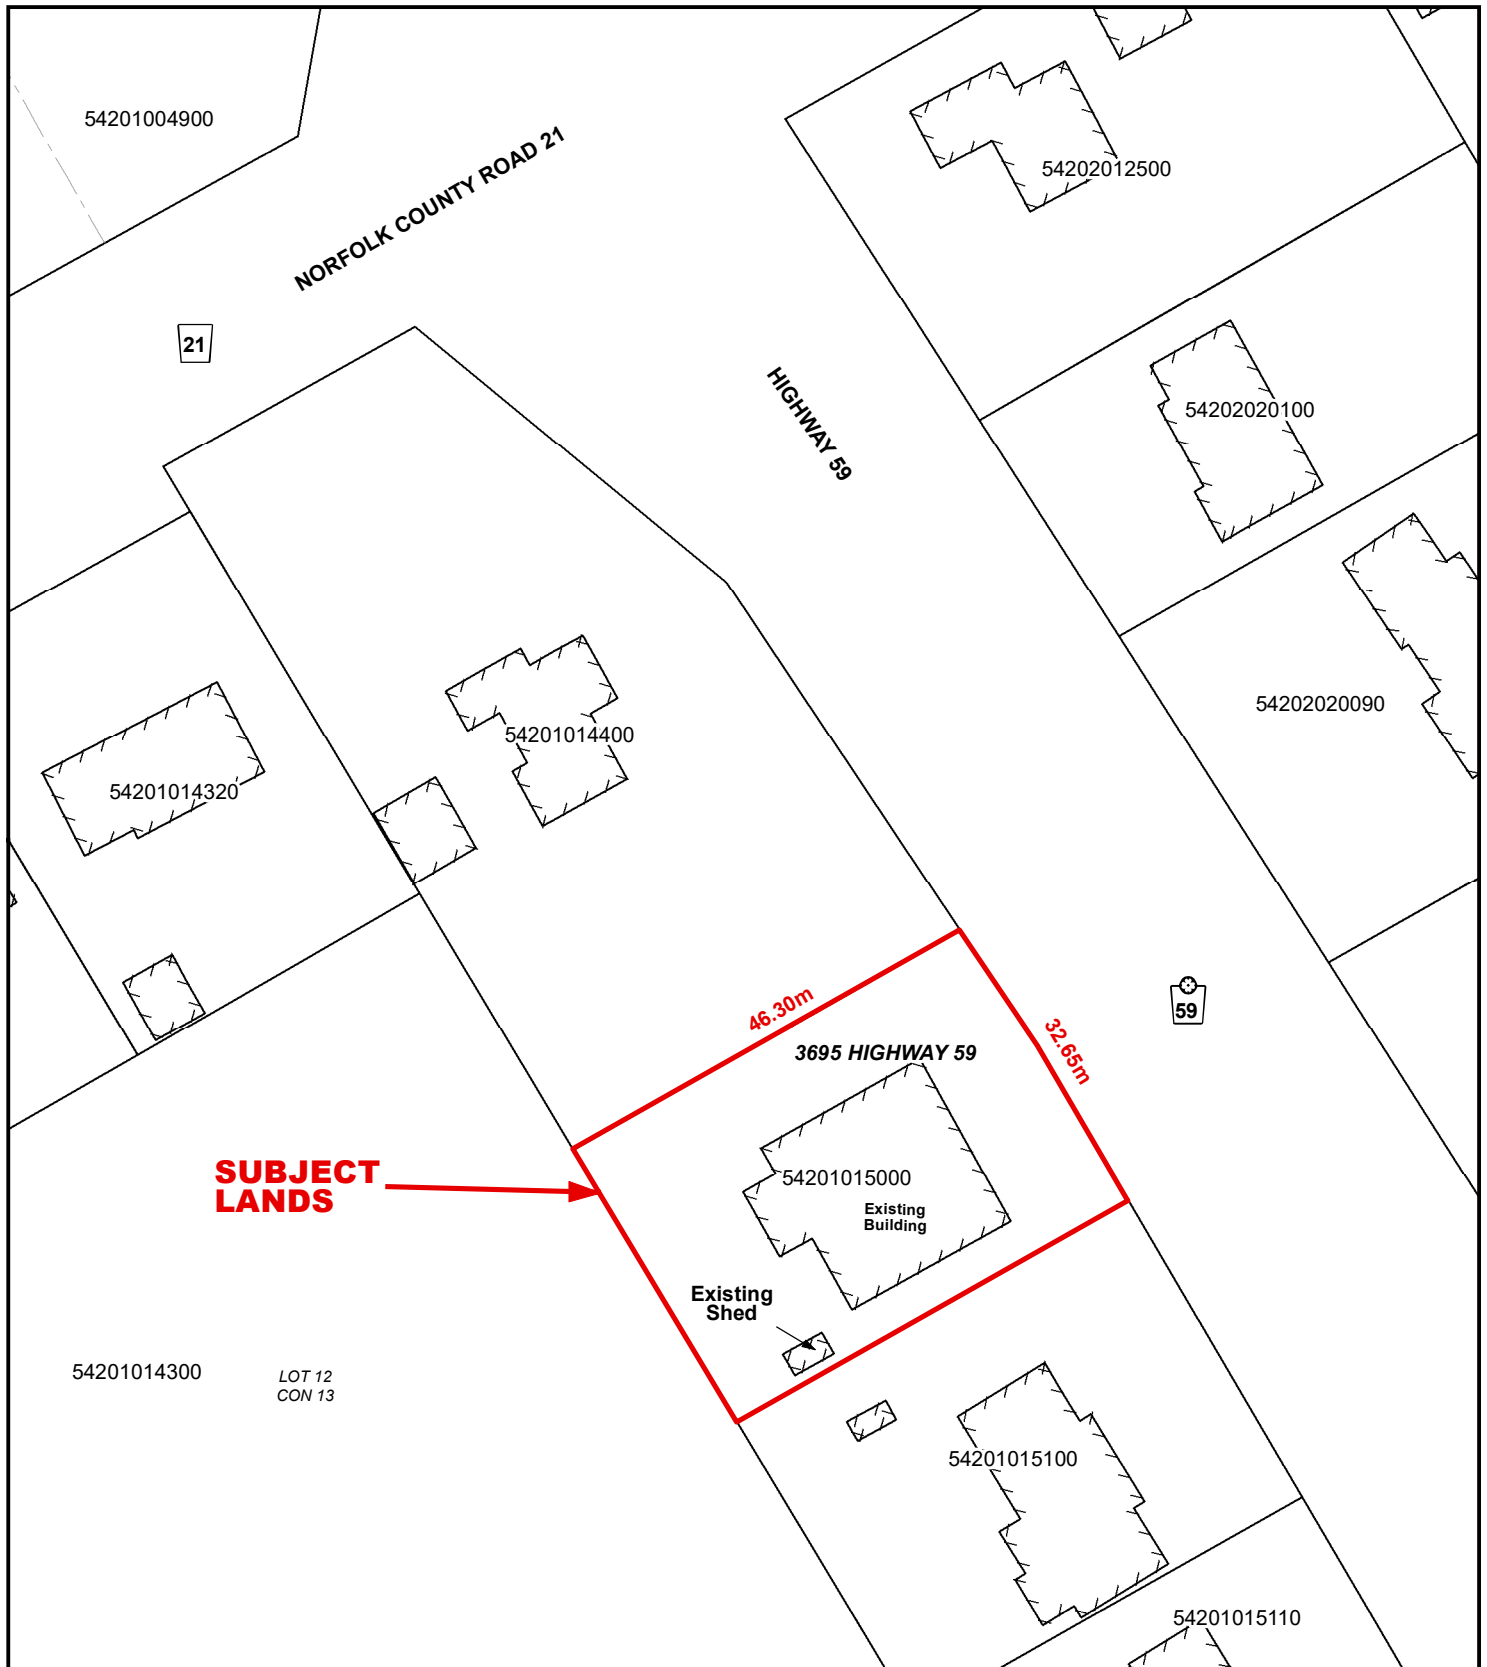 54201004900
NORFOLK COUNTY ROAD 21
54202012500
21
HIGHWAY 59
54202020100
54202020090
54201014400
54201014320
59
46.30m
32.65m
3695 HIGHWAY 59
SUBJECT
LANDS
54201015000
Existing
Building
Existing
Shed
54201014300
LOT 12
CON 13
54201015100
54201015110